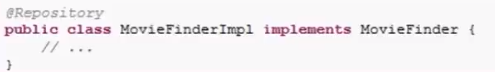 @Repository
public class MovieFinderImpl implements MovieFinder {
    // ...
}